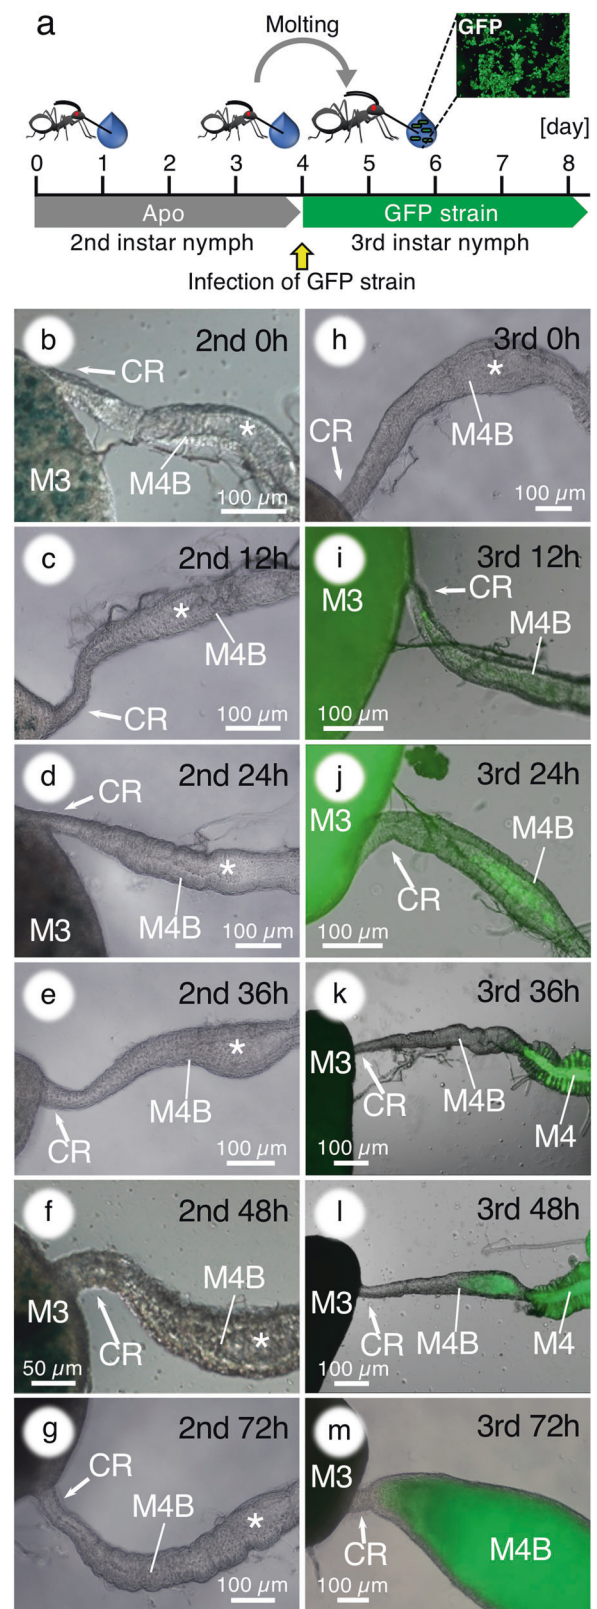 a
Molting
GFP
[day]
0 1 2 3 4 5 6 7 8
Apo
GFP strain
2nd instar nymph
3rd instar nymph
Infection of GFP strain
b
2nd 0h
CR
M3
M4B
*
100 µm
h
3rd 0h
*
CR
M4B
100 µm
c
2nd 12h
*
M4B
CR
100 µm
i
3rd 12h
M3
CR
M4B
100 µm
d
2nd 24h
CR
*
M3
M4B
100 µm
j
3rd 24h
M3
M4B
CR
100 µm
e
2nd 36h
*
M4B
CR
100 µm
k
3rd 36h
M3
CR
M4B
M4
100 µm
f
2nd 48h
M4B
M3
*
CR
50 µm
l
3rd 48h
M3
CR
M4B
M4
100 µm
g
2nd 72h
CR
M4B
*
100 µm
m
3rd 72h
M3
CR
M4B
100 µm